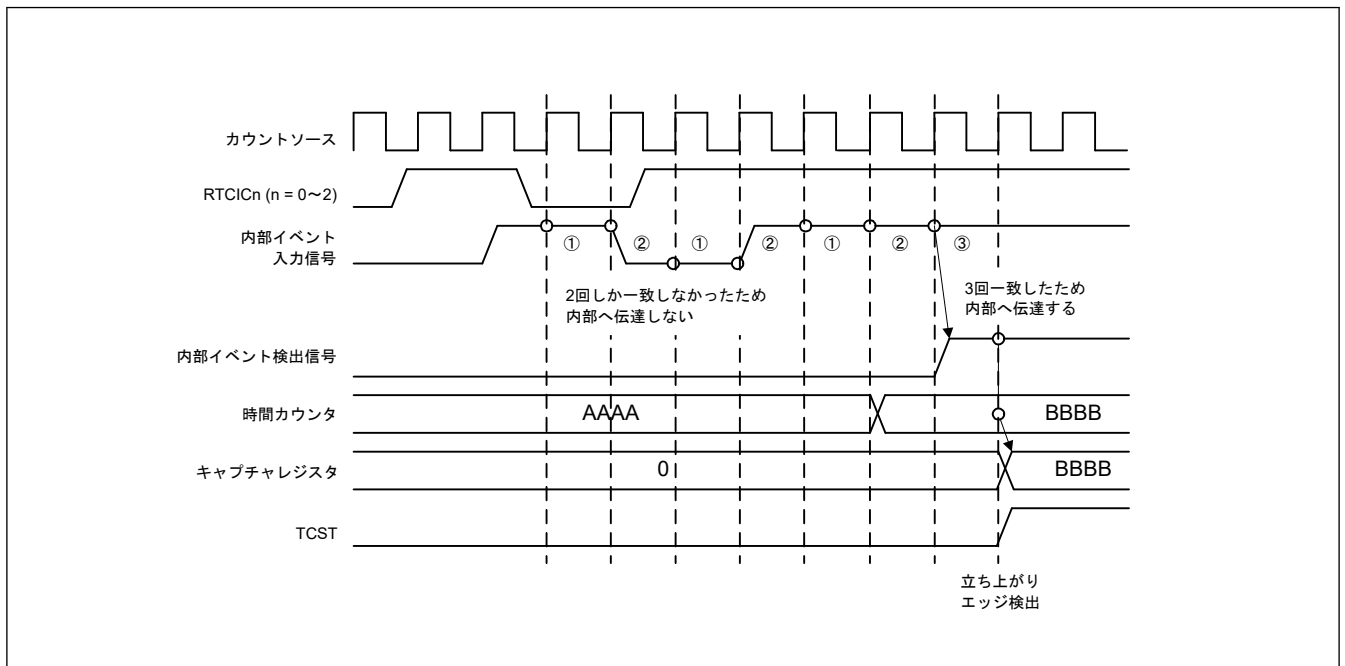 カウントソース
RTCICn (n = 0～2)
内部イベント
入力信号
① ② ① ② ① ② ③
2回しか一致しなかったため
内部へ伝達しない
3回一致したため
内部へ伝達する
内部イベント検出信号
時間カウンタ
AAAA
BBBB
キャプチャレジスタ
0
BBBB
TCST
立ち上がり
エッジ検出